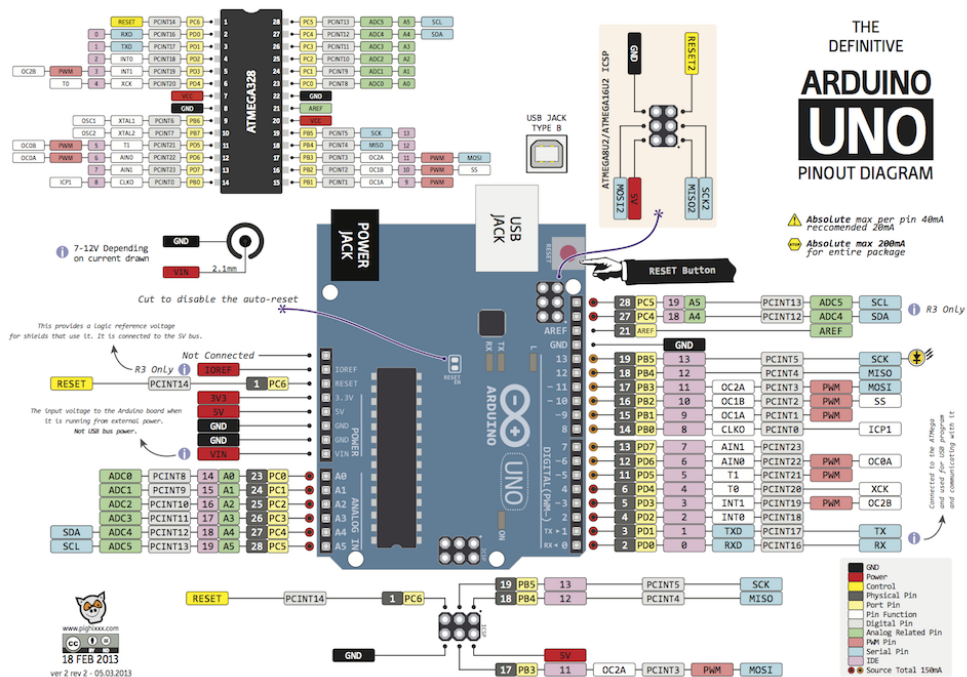 THE
DEFINITIVE
ARDUINO
UNO
PINOUT DIAGRAM
Absolute max per pin 40mA
reccomended 20mA
Absolute max 200mA
for entire package
RESET PCINT14 PC6 1
0 RXD PCINT16 PD0 2
1 TXD PCINT17 PD1 3
2 INT0 PCINT18 PD2 4
OC2B PWM 3 INT1 PCINT19 PD3 5
T0 4 XCK PCINT20 PD4 6
VCC 7
GND 8
OSC1 XTAL1 PCINT6 PB6 9
OSC2 XTAL2 PCINT7 PB7 10
OC0B PWM 5 T1 PCINT21 PD5 11
OC0A PWM 6 AIN0 PCINT22 PD6 12
7 AIN1 PCINT23 PD7 13
ICP1 8 CLKO PCINT0 PB0 14
ATMEGA328
28 PC5 PCINT13 ADC5 A5 SCL
27 PC4 PCINT12 ADC4 A4 SDA
26 PC3 PCINT11 ADC3 A3
25 PC2 PCINT10 ADC2 A2
24 PC1 PCINT9 ADC1 A1
23 PC0 PCINT8 ADC0 A0
22 GND
21 AREF
20 VCC
19 PB5 PCINT5 SCK 13
18 PB4 PCINT4 MISO 12
17 PB3 PCINT3 OC2A 11 PWM MOSI
16 PB2 PCINT2 OC1B 10 PWM SS
15 PB1 PCINT1 OC1A 9 PWM
USB JACK
TYPE B
ATMEGA8U2/ATMEGA16U2 ICSP
GND
RESET2
MOSI2
5V
MISO2
SCK2
7-12V Depending
on current drawn
GND
VIN
2.1mm
POWER
JACK
USB
JACK
RESET
RESET Button
Cut to disable the auto-reset
This provides a logic reference voltage
for shields that use it. It is connected to the 5V bus.
Not Connected
R3 Only IOREF
RESET PCINT14 1 PC6
3V3
5V
GND
GND
VIN
The input voltage to the Arduino board when
it is running from external power.
Not USB bus power.
ADC0 PCINT8 14 A0 23 PC0
ADC1 PCINT9 15 A1 24 PC1
ADC2 PCINT10 16 A2 25 PC2
ADC3 PCINT11 17 A3 26 PC3
SDA ADC4 PCINT12 18 A4 27 PC4
SCL ADC5 PCINT13 19 A5 28 PC5
IOREF
RESET
3.3V
5V
GND
GND
VIN
POWER
A0
A1
A2
A3
A4
A5
ANALOG IN
RESET
EN
RX
TX
L
ARDUINO
UNO
ON
ICSP
AREF
GND
13
12
~11
~10
~9
8
7
~6
~5
4
~3
2
TX 1
RX 0
DIGITAL(PWM~)
28 PC5 19 A5 PCINT13 ADC5 SCL
27 PC4 18 A4 PCINT12 ADC4 SDA
R3 Only
21 AREF AREF
GND
19 PB5 13 PCINT5 SCK
18 PB4 12 PCINT4 MISO
17 PB3 11 OC2A PCINT3 PWM MOSI
16 PB2 10 OC1B PCINT2 PWM SS
15 PB1 9 OC1A PCINT1 PWM
14 PB0 8 CLKO PCINT0 ICP1
13 PD7 7 AIN1 PCINT23
12 PD6 6 AIN0 PCINT22 PWM OC0A
11 PD5 5 T1 PCINT21 PWM
6 PD4 4 T0 PCINT20 XCK
5 PD3 3 INT1 PCINT19 PWM OC2B
4 PD2 2 INT0 PCINT18
3 PD1 1 TXD PCINT17 TX
2 PD0 0 RXD PCINT16 RX
Connected to the ATMega
and used for USB program
and communicating with it
RESET PCINT14 1 PC6
GND
ICSP
19 PB5 13 PCINT5 SCK
18 PB4 12 PCINT4 MISO
5V
17 PB3 11 OC2A PCINT3 PWM MOSI
GND
Power
Control
Physical Pin
Port Pin
Pin Function
Digital Pin
Analog Related Pin
PWM Pin
Serial Pin
IDE
Source Total 150mA
www.pighixxx.com
cc
BY ND
18 FEB 2013
ver 2 rev 2 - 05.03.2013